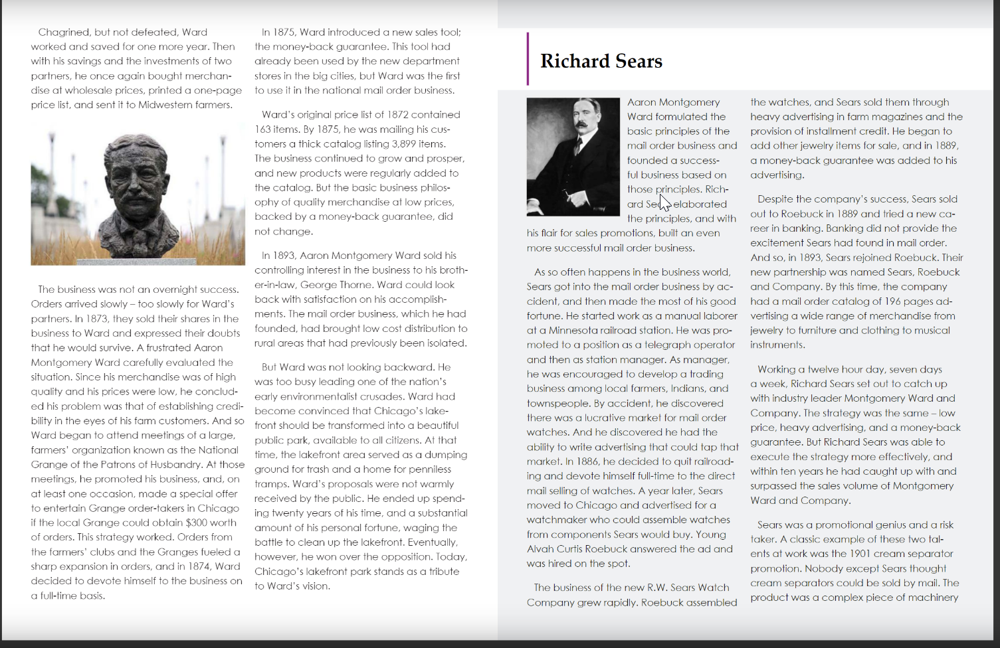 Chagrined, but not defeated, Ward
worked and saved for one more year. Then
with his savings and the investments of two
partners, he once again bought merchan-
dise at wholesale prices, printed a one-page
price list, and sent it to Midwestern farmers.
The business was not an overnight success.
Orders arrived slowly – too slowly for Ward's
partners. In 1873, they sold their shares in the
business to Ward and expressed their doubts
that he would survive. A frustrated Aaron
Montgomery Ward carefully evaluated the
situation. Since his merchandise was of high
quality and his prices were low, he conclud-
ed his problem was that of establishing credi-
bility in the eyes of his farm customers. And so
Ward began to attend meetings of a large,
farmers' organization known as the National
Grange of the Patrons of Husbandry. At those
meetings, he promoted his business, and, on
at least one occasion, made a special offer
to entertain Grange order-takers in Chicago
if the local Grange could obtain $300 worth
of orders. This strategy worked. Orders from
the farmers' clubs and the Granges fueled a
sharp expansion in orders, and in 1874, Ward
decided to devote himself to the business on
a full-time basis.
In 1875, Ward introduced a new sales tool;
the money-back guarantee. This tool had
already been used by the new department
stores in the big cities, but Ward was the first
to use it in the national mail order business.
Ward's original price list of 1872 contained
163 items. By 1875, he was mailing his cus-
tomers a thick catalog listing 3,899 items.
The business continued to grow and prosper,
and new products were regularly added to
the catalog. But the basic business philos-
ophy of quality merchandise at low prices,
backed by a money-back guarantee, did
not change.
In 1893, Aaron Montgomery Ward sold his
controlling interest in the business to his broth-
er-in-law, George Thorne. Ward could look
back with satisfaction on his accomplish-
ments. The mail order business, which he had
founded, had brought low cost distribution to
rural areas that had previously been isolated.
But Ward was not looking backward. He
was too busy leading one of the nation's
early environmentalist crusades. Ward had
become convinced that Chicago's lake-
front should be transformed into a beautiful
public park, available to all citizens. At that
time, the lakefront area served as a dumping
ground for trash and a home for penniless
tramps. Ward's proposals were not warmly
received by the public. He ended up spend-
ing twenty years of his time, and a substantial
amount of his personal fortune, waging the
battle to clean up the lakefront. Eventually,
however, he won over the opposition. Today,
Chicago's lakefront park stands as a tribute
to Ward's vision.
Richard Sears
Aaron Montgomery
Ward formulated the
basic principles of the
mail order business and
founded a success-
ful business based on
those principles. Rich-
ard Sears elaborated
the principles, and with
his flair for sales promotions, built an even
more successful mail order business.
As so often happens in the business world,
Sears got into the mail order business by ac-
cident, and then made the most of his good
fortune. He started work as a manual laborer
at a Minnesota railroad station. He was pro-
moted to a position as a telegraph operator
and then as station manager. As manager,
he was encouraged to develop a trading
business among local farmers, Indians, and
townspeople. By accident, he discovered
there was a lucrative market for mail order
watches. And he discovered he had the
ability to write advertising that could tap that
market. In 1886, he decided to quit railroad-
ing and devote himself full-time to the direct
mail selling of watches. A year later, Sears
moved to Chicago and advertised for a
watchmaker who could assemble watches
from components Sears would buy. Young
Alvah Curtis Roebuck answered the ad and
was hired on the spot.
The business of the new R.W. Sears Watch
Company grew rapidly. Roebuck assembled
the watches, and Sears sold them through
heavy advertising in farm magazines and the
provision of installment credit. He began to
add other jewelry items for sale, and in 1889,
a money-back guarantee was added to his
advertising.
Despite the company's success, Sears sold
out to Roebuck in 1889 and tried a new ca-
reer in banking. Banking did not provide the
excitement Sears had found in mail order.
And so, in 1893, Sears rejoined Roebuck. Their
new partnership was named Sears, Roebuck
and Company. By this time, the company
had a mail order catalog of 196 pages ad-
vertising a wide range of merchandise from
jewelry to furniture and clothing to musical
instruments.
Working a twelve hour day, seven days
a week, Richard Sears set out to catch up
with industry leader Montgomery Ward and
Company. The strategy was the same – low
price, heavy advertising, and a money-back
guarantee. But Richard Sears was able to
execute the strategy more effectively, and
within ten years he had caught up with and
surpassed the sales volume of Montgomery
Ward and Company.
Sears was a promotional genius and a risk
taker. A classic example of these two tal-
ents at work was the 1901 cream separator
promotion. Nobody except Sears thought
cream separators could be sold by mail. The
product was a complex piece of machinery